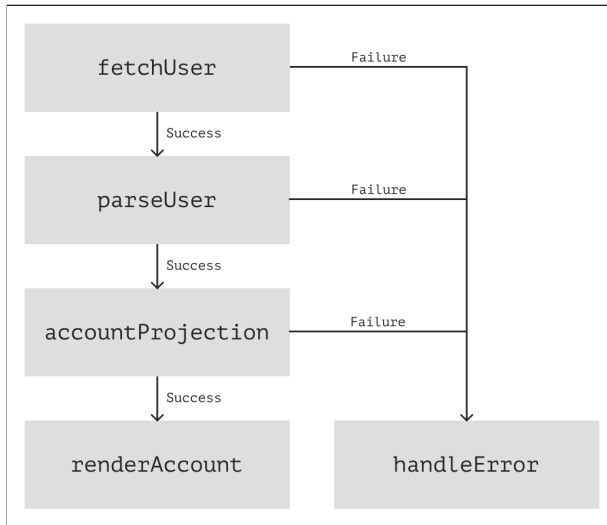 fetchUser
Failure
Success
parseUser
Failure
Success
accountProjection
Failure
Success
renderAccount
handleError